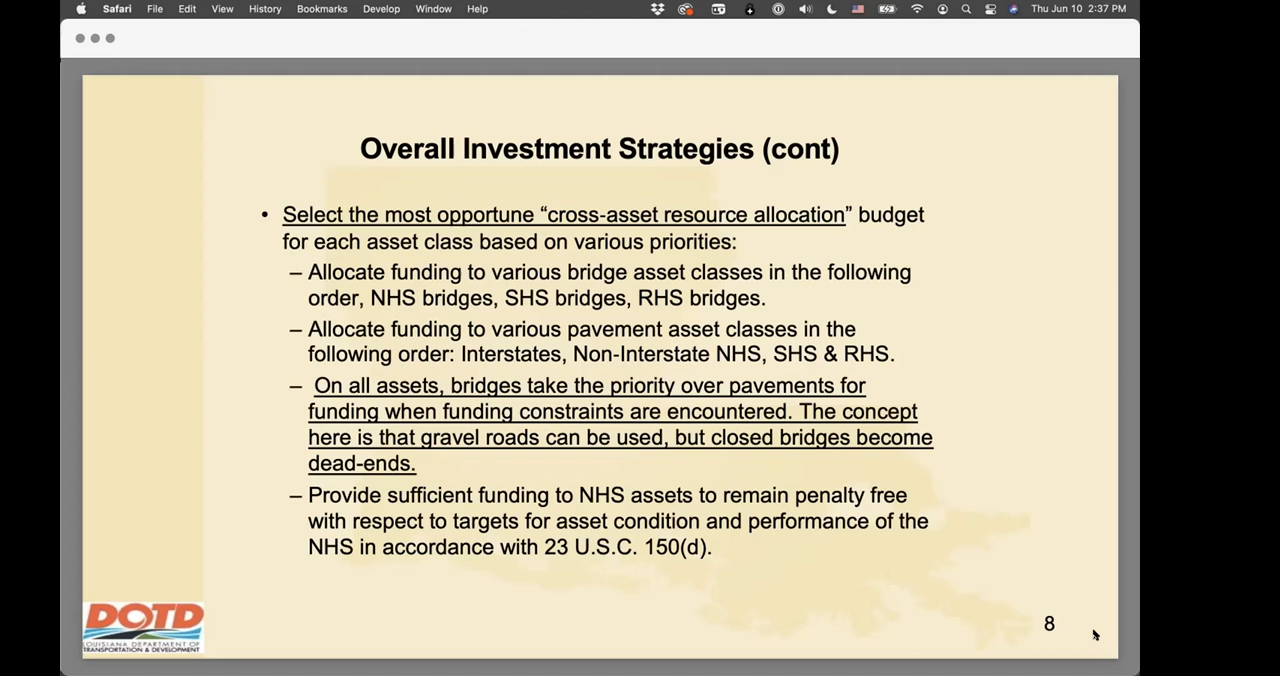 Safari File Edit View History Bookmarks Develop Window Help Thu Jun 10 2:37 PM
Overall Investment Strategies (cont)
• Select the most opportune “cross-asset resource allocation” budget
for each asset class based on various priorities:
– Allocate funding to various bridge asset classes in the following
order, NHS bridges, SHS bridges, RHS bridges.
– Allocate funding to various pavement asset classes in the
following order: Interstates, Non-Interstate NHS, SHS & RHS.
– On all assets, bridges take the priority over pavements for
funding when funding constraints are encountered. The concept
here is that gravel roads can be used, but closed bridges become
dead-ends.
– Provide sufficient funding to NHS assets to remain penalty free
with respect to targets for asset condition and performance of the
NHS in accordance with 23 U.S.C. 150(d).
DOTD
LOUISIANA DEPARTMENT OF
TRANSPORTATION & DEVELOPMENT
8